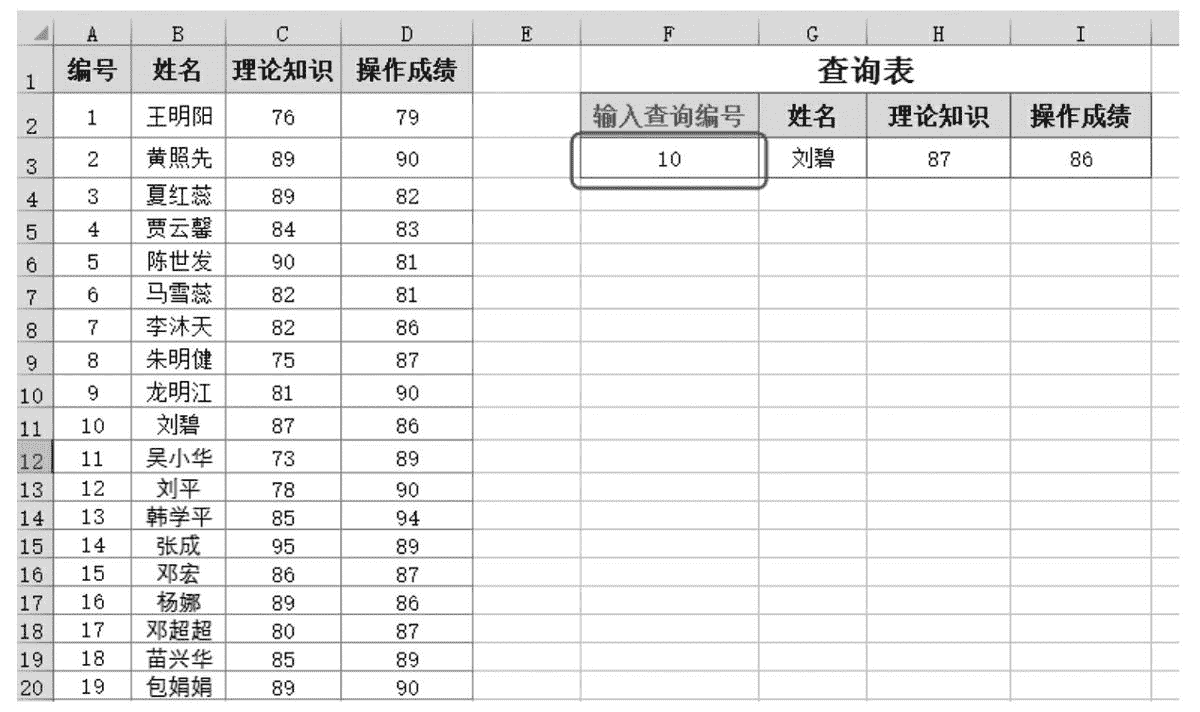 A B C D E F G H I
1 编号 姓名 理论知识 操作成绩 查询表
2 1 王明阳 76 79 输入查询编号 姓名 理论知识 操作成绩
3 2 黄照先 89 90 10 刘碧 87 86
4 3 夏红蕊 89 82
5 4 贾云馨 84 83
6 5 陈世发 90 81
7 6 马雪蕊 82 81
8 7 李沐天 82 86
9 8 朱明健 75 87
10 9 龙明江 81 90
11 10 刘碧 87 86
12 11 吴小华 73 89
13 12 刘平 78 90
14 13 韩学平 85 94
15 14 张成 95 89
16 15 邓宏 86 87
17 16 杨娜 89 86
18 17 邓超超 80 87
19 18 苗兴华 85 89
20 19 包娟娟 89 90